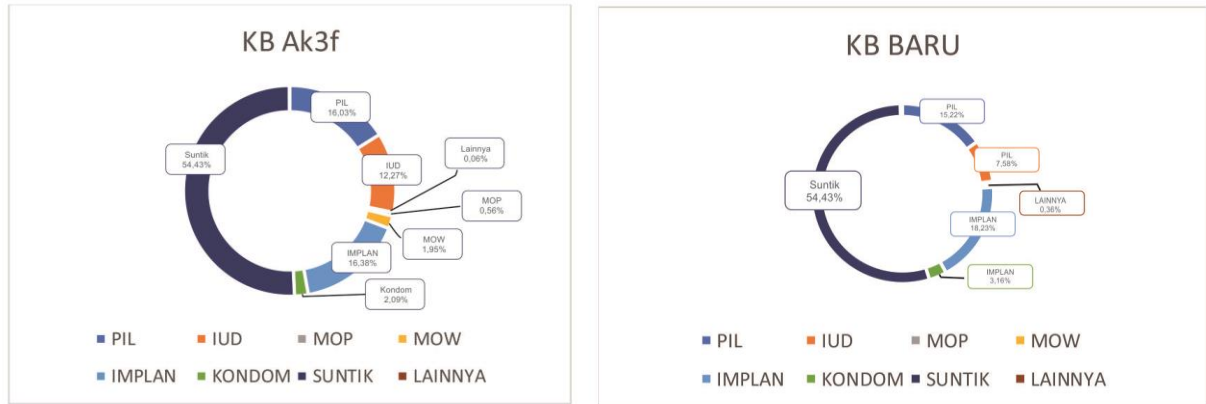 KB Ak3f
PIL
16,03%
Lainnya
0,06%
Suntik
54,43%
IUD
12,27%
MOP
0,56%
MOW
1,95%
IMPLAN
16,38%
Kondom
2,09%
PIL
IUD
MOP
MOW
IMPLAN
KONDOM
SUNTIK
LAINNYA
KB BARU
PIL
15,22%
PIL
7,58%
Suntik
54,43%
LAINNYA
0,36%
IMPLAN
18,23%
IMPLAN
3,16%
PIL
IUD
MOP
MOW
IMPLAN
KONDOM
SUNTIK
LAINNYA